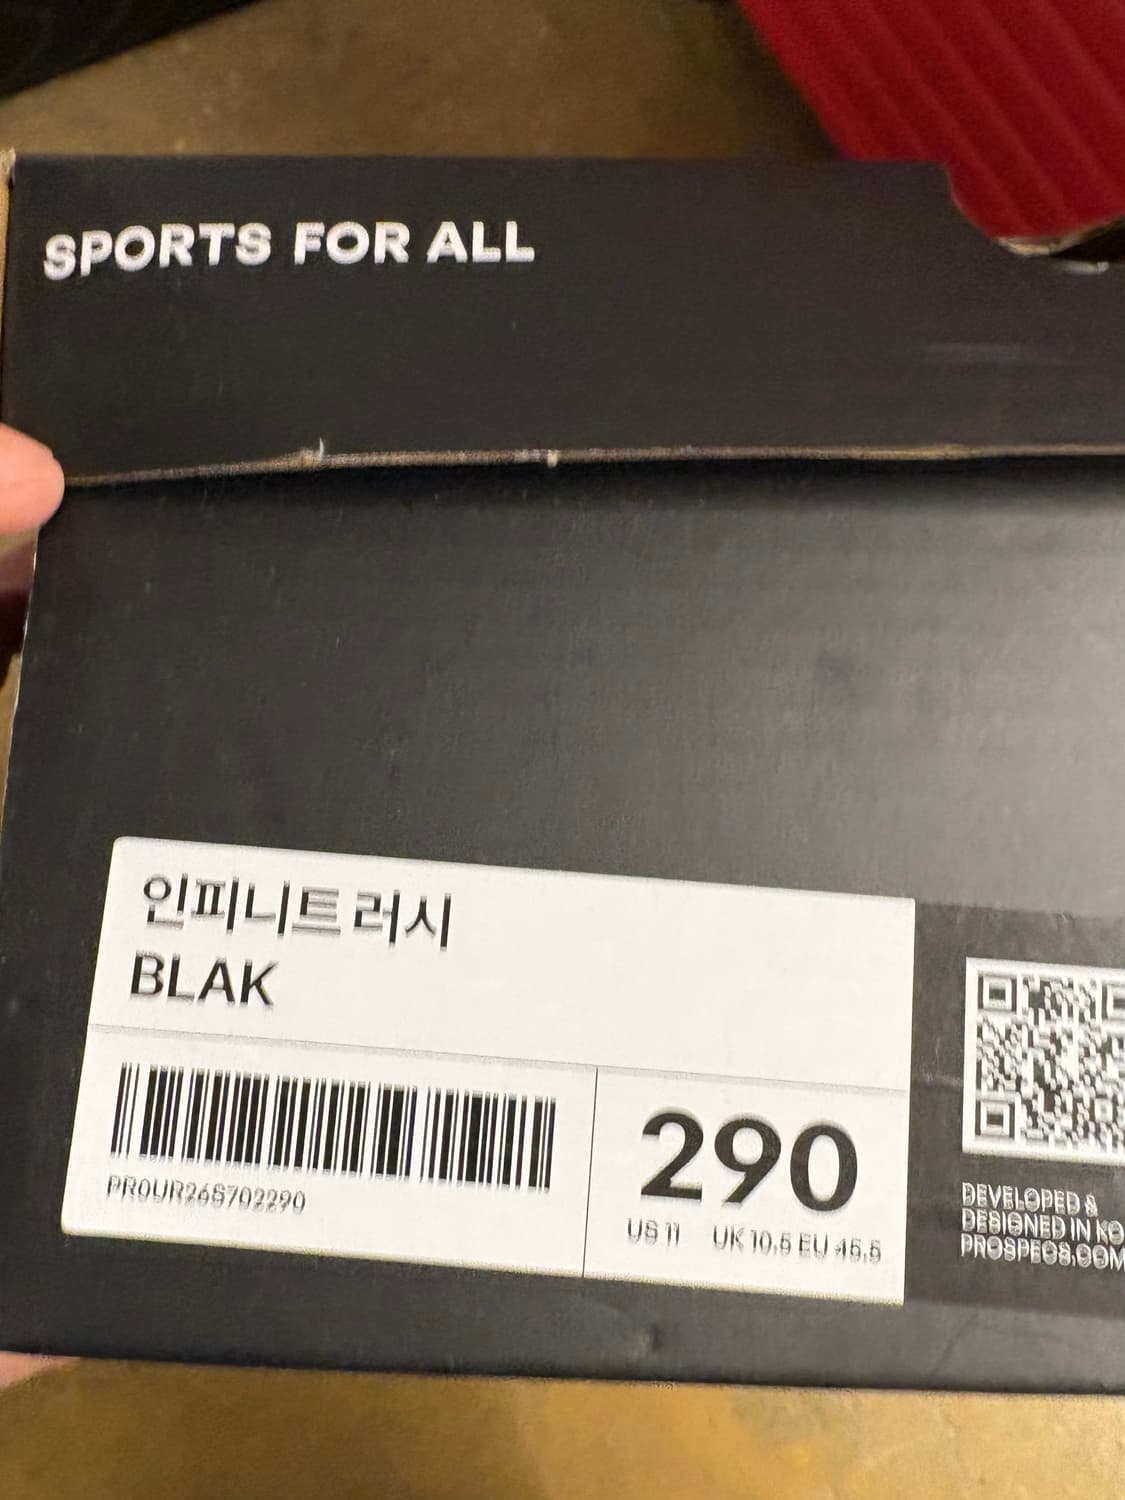 SPORTS FOR ALL
인피니트 러시
BLAK
PR0UR26S702290
290
US 11 UK 10.5 EU 45.5
DEVELOPED &
DESIGNED IN KO
PROSPECS.COM